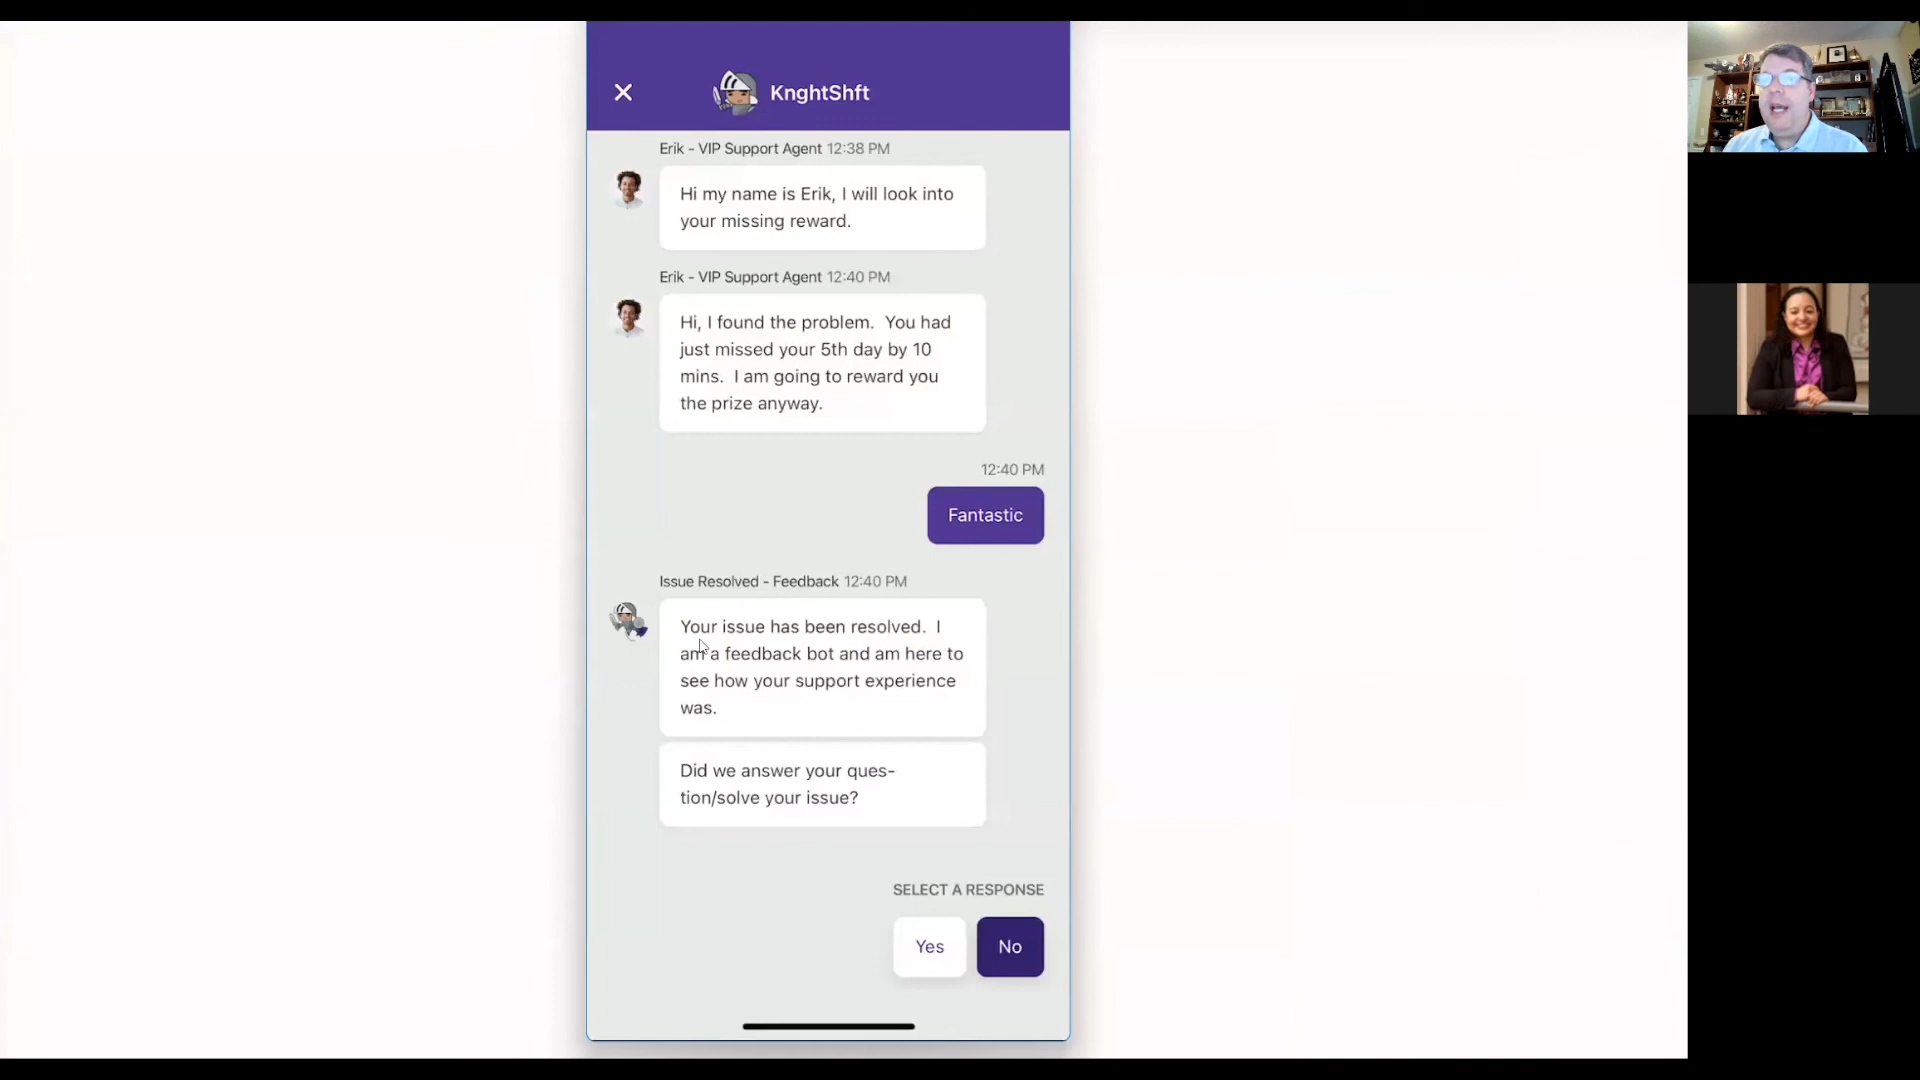 KnghtShft
Erik - VIP Support Agent 12:38 PM
Hi my name is Erik, I will look into
your missing reward.
Erik - VIP Support Agent 12:40 PM
Hi, I found the problem. You had
just missed your 5th day by 10
mins. I am going to reward you
the prize anyway.
12:40 PM
Fantastic
Issue Resolved - Feedback 12:40 PM
Your issue has been resolved. I
am a feedback bot and am here to
see how your support experience
was.
Did we answer your ques-
tion/solve your issue?
SELECT A RESPONSE
Yes
No